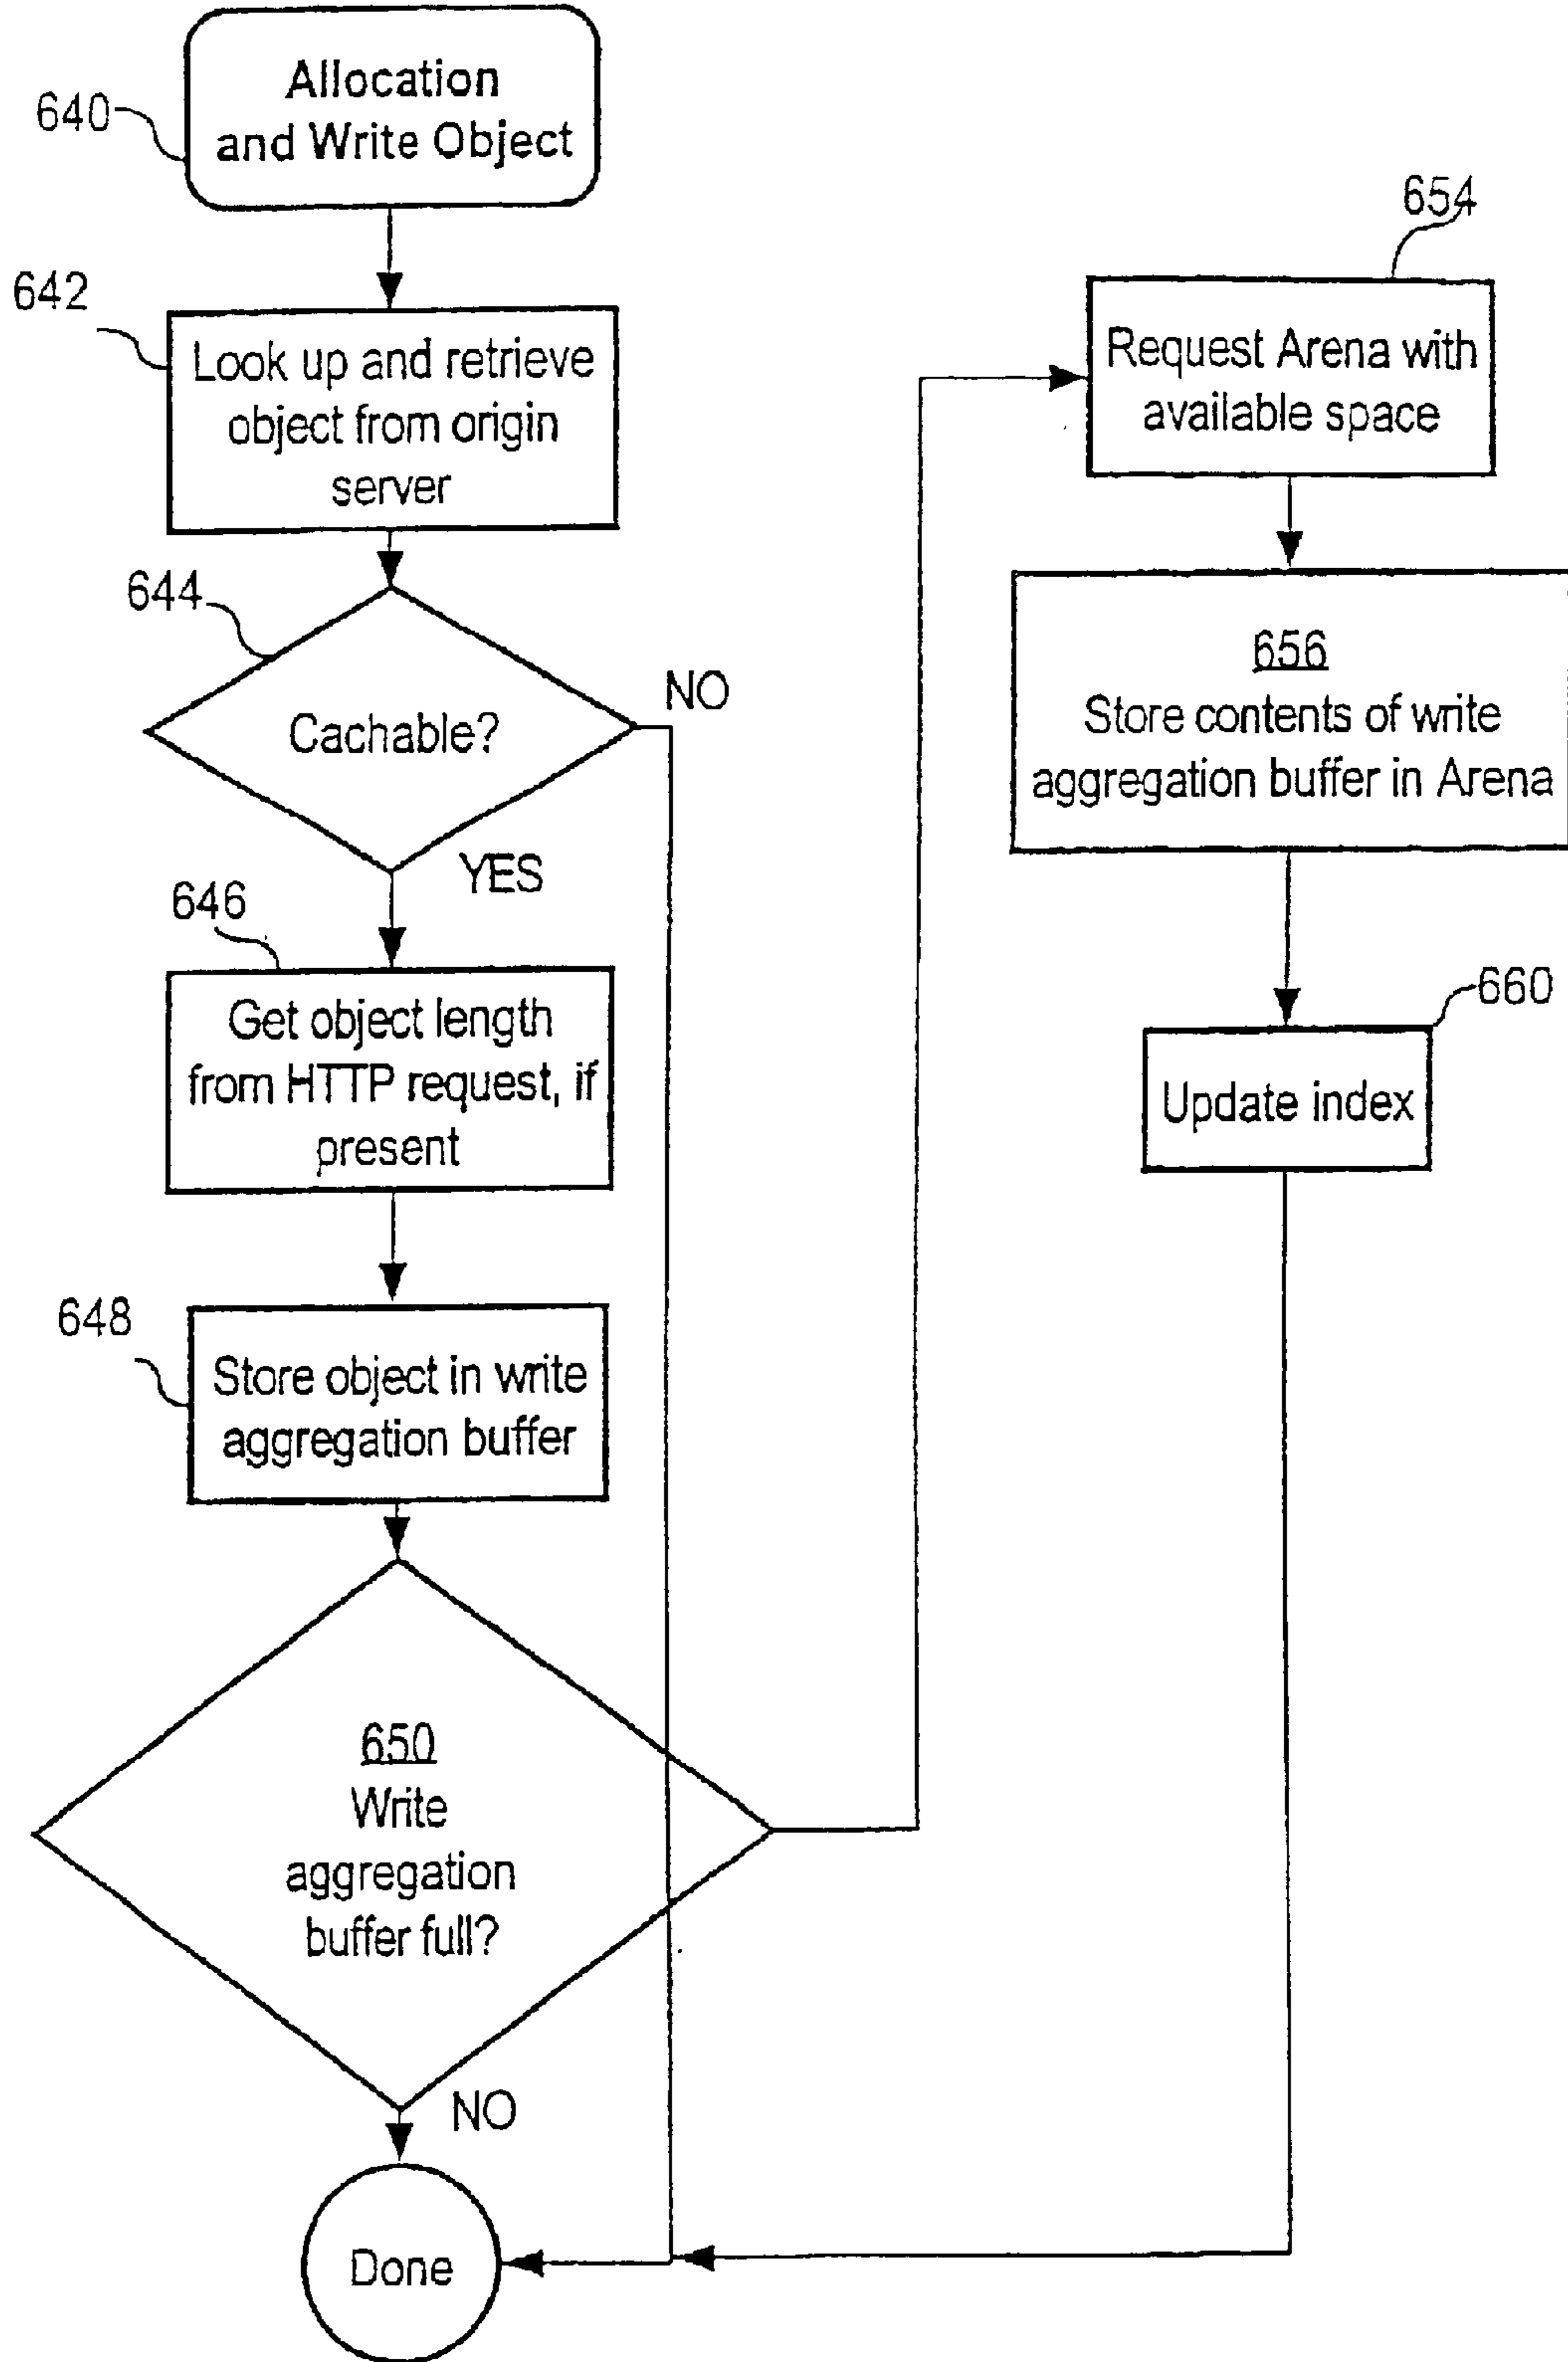 640
Allocation
and Write Object
642
Look up and retrieve
object from origin
server
644
Cachable?
NO
YES
646
Get object length
from HTTP request, if
present
648
Store object in write
aggregation buffer
650
Write
aggregation
buffer full?
NO
Done
654
Request Arena with
available space
656
Store contents of write
aggregation buffer in Arena
660
Update index